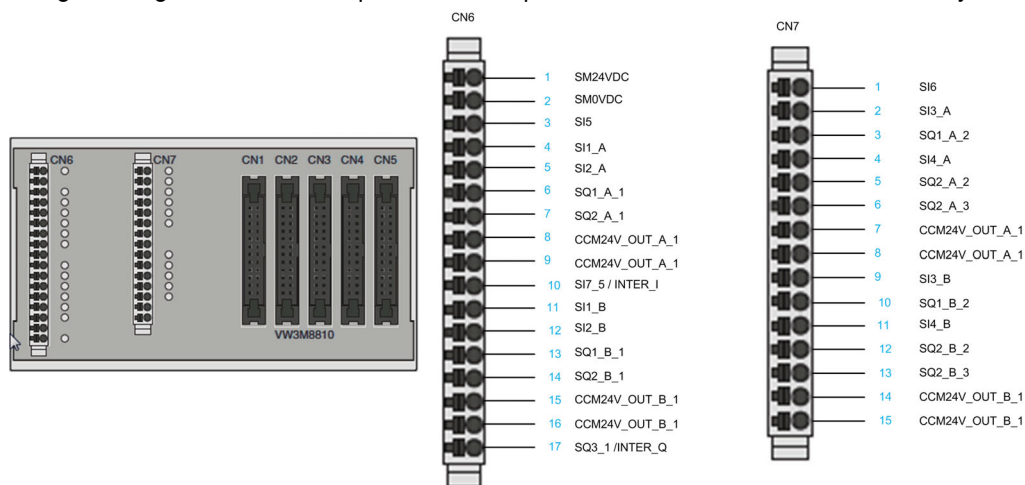 CN6
CN7
CN6
CN7
CN1 CN2 CN3 CN4 CN5
VW3M8810
1 SM24VDC
2 SM0VDC
3 SI5
4 SI1_A
5 SI2_A
6 SQ1_A_1
7 SQ2_A_1
8 CCM24V_OUT_A_1
9 CCM24V_OUT_A_1
10 SI7_5 / INTER_I
11 SI1_B
12 SI2_B
13 SQ1_B_1
14 SQ2_B_1
15 CCM24V_OUT_B_1
16 CCM24V_OUT_B_1
17 SQ3_1 /INTER_Q
1 SI6
2 SI3_A
3 SQ1_A_2
4 SI4_A
5 SQ2_A_2
6 SQ2_A_3
7 CCM24V_OUT_A_1
8 CCM24V_OUT_A_1
9 SI3_B
10 SQ1_B_2
11 SI4_B
12 SQ2_B_2
13 SQ2_B_3
14 CCM24V_OUT_B_1
15 CCM24V_OUT_B_1